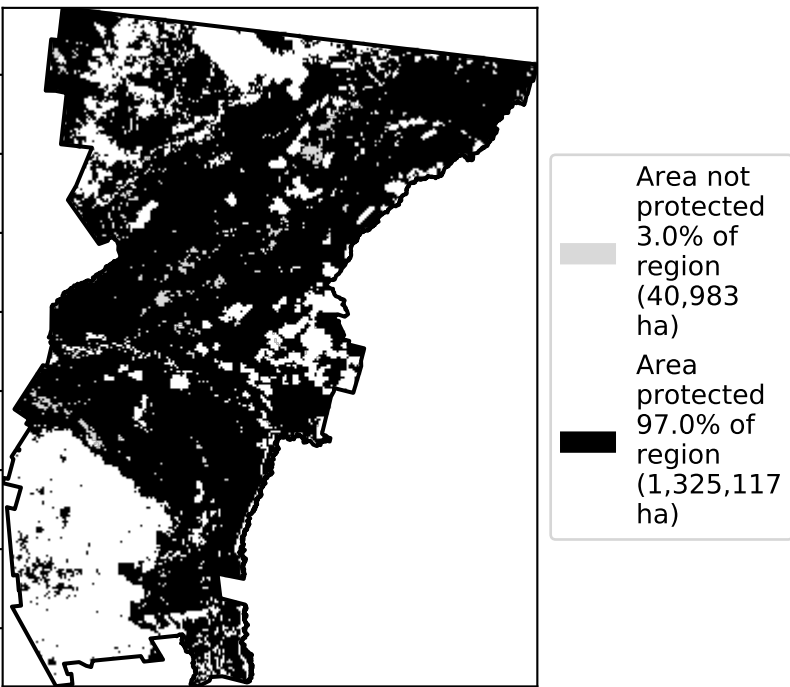 Area not
protected
3.0% of
region
(40,983
ha)
Area
protected
97.0% of
region
(1,325,117
ha)